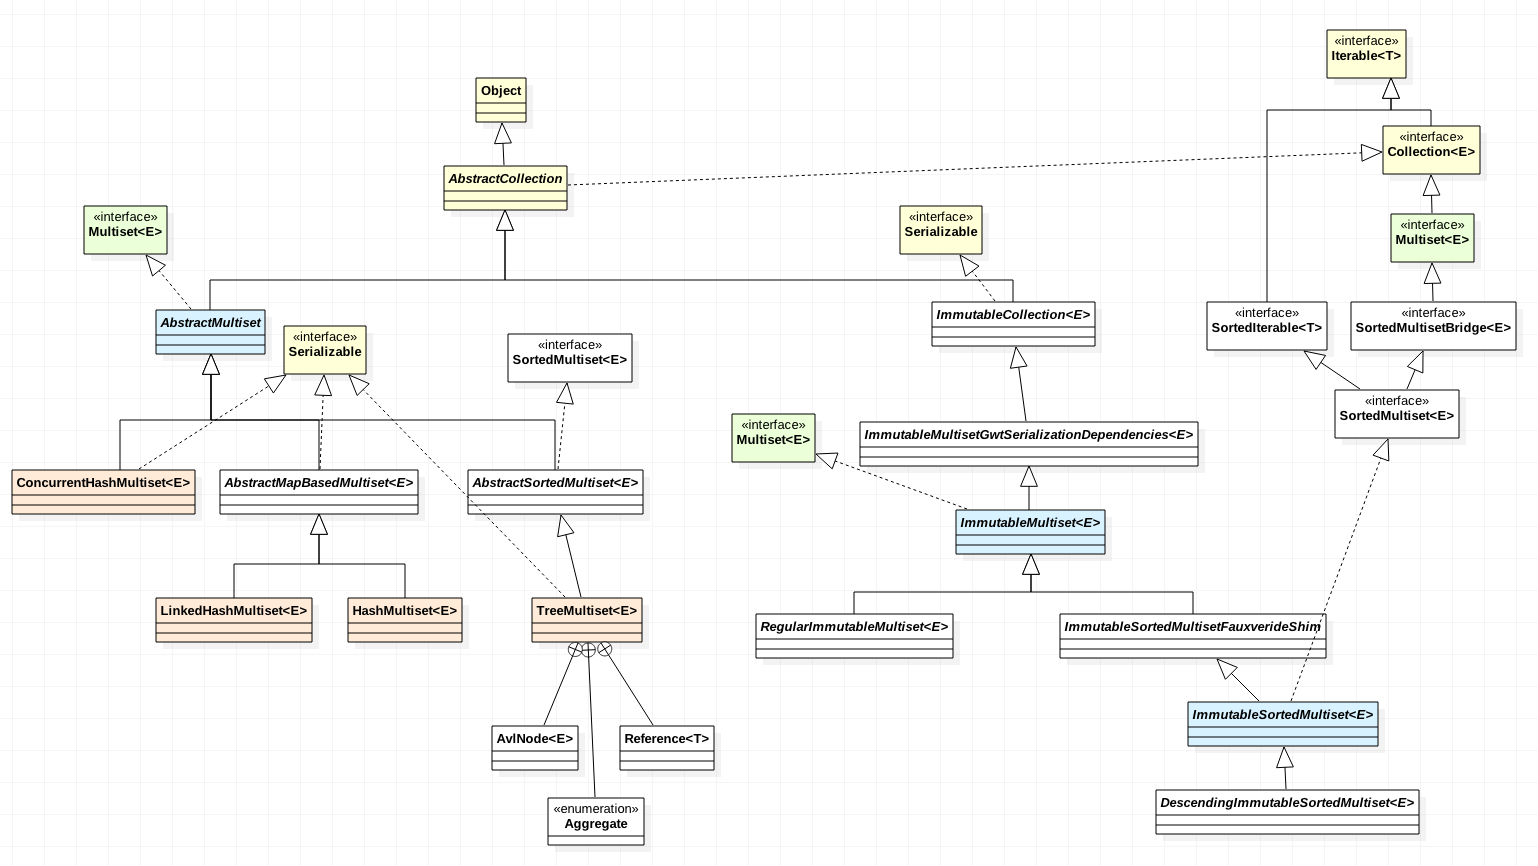 «interface»
Iterable<T>
Object
«interface»
Collection<E>
AbstractCollection
«interface»
Multiset<E>
«interface»
Serializable
«interface»
Multiset<E>
AbstractMultiset
«interface»
Serializable
«interface»
SortedMultiset<E>
ImmutableCollection<E>
«interface»
SortedIterable<T>
«interface»
SortedMultisetBridge<E>
«interface»
SortedMultiset<E>
«interface»
Multiset<E>
ImmutableMultisetGwtSerializationDependencies<E>
ConcurrentHashMultiset<E>
AbstractMapBasedMultiset<E>
AbstractSortedMultiset<E>
ImmutableMultiset<E>
LinkedHashMultiset<E>
HashMultiset<E>
TreeMultiset<E>
RegularImmutableMultiset<E>
ImmutableSortedMultisetFauxverideShim
ImmutableSortedMultiset<E>
AvlNode<E>
Reference<T>
«enumeration»
Aggregate
DescendingImmutableSortedMultiset<E>